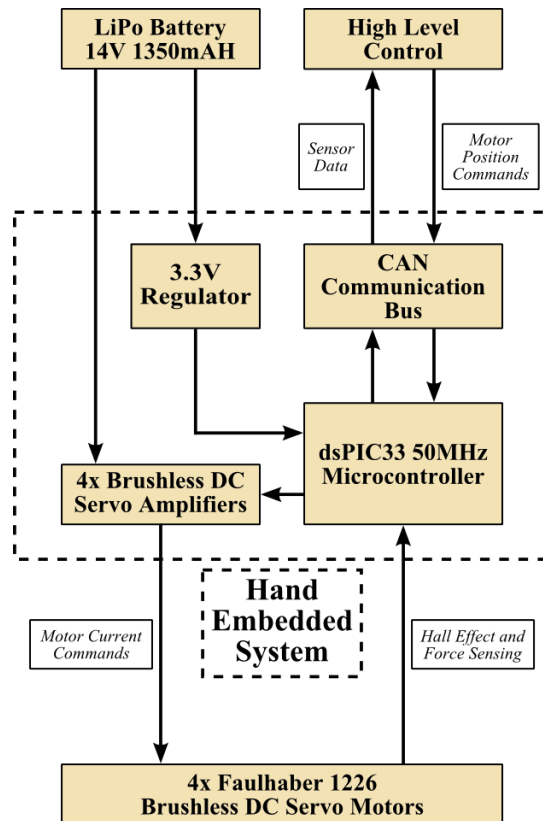 LiPo Battery
14V 1350mAH
High Level
Control
Sensor
Data
Motor
Position
Commands
3.3V
Regulator
CAN
Communication
Bus
dsPIC33 50MHz
Microcontroller
4x Brushless DC
Servo Amplifiers
Hand
Embedded
System
Motor Current
Commands
Hall Effect and
Force Sensing
4x Faulhaber 1226
Brushless DC Servo Motors